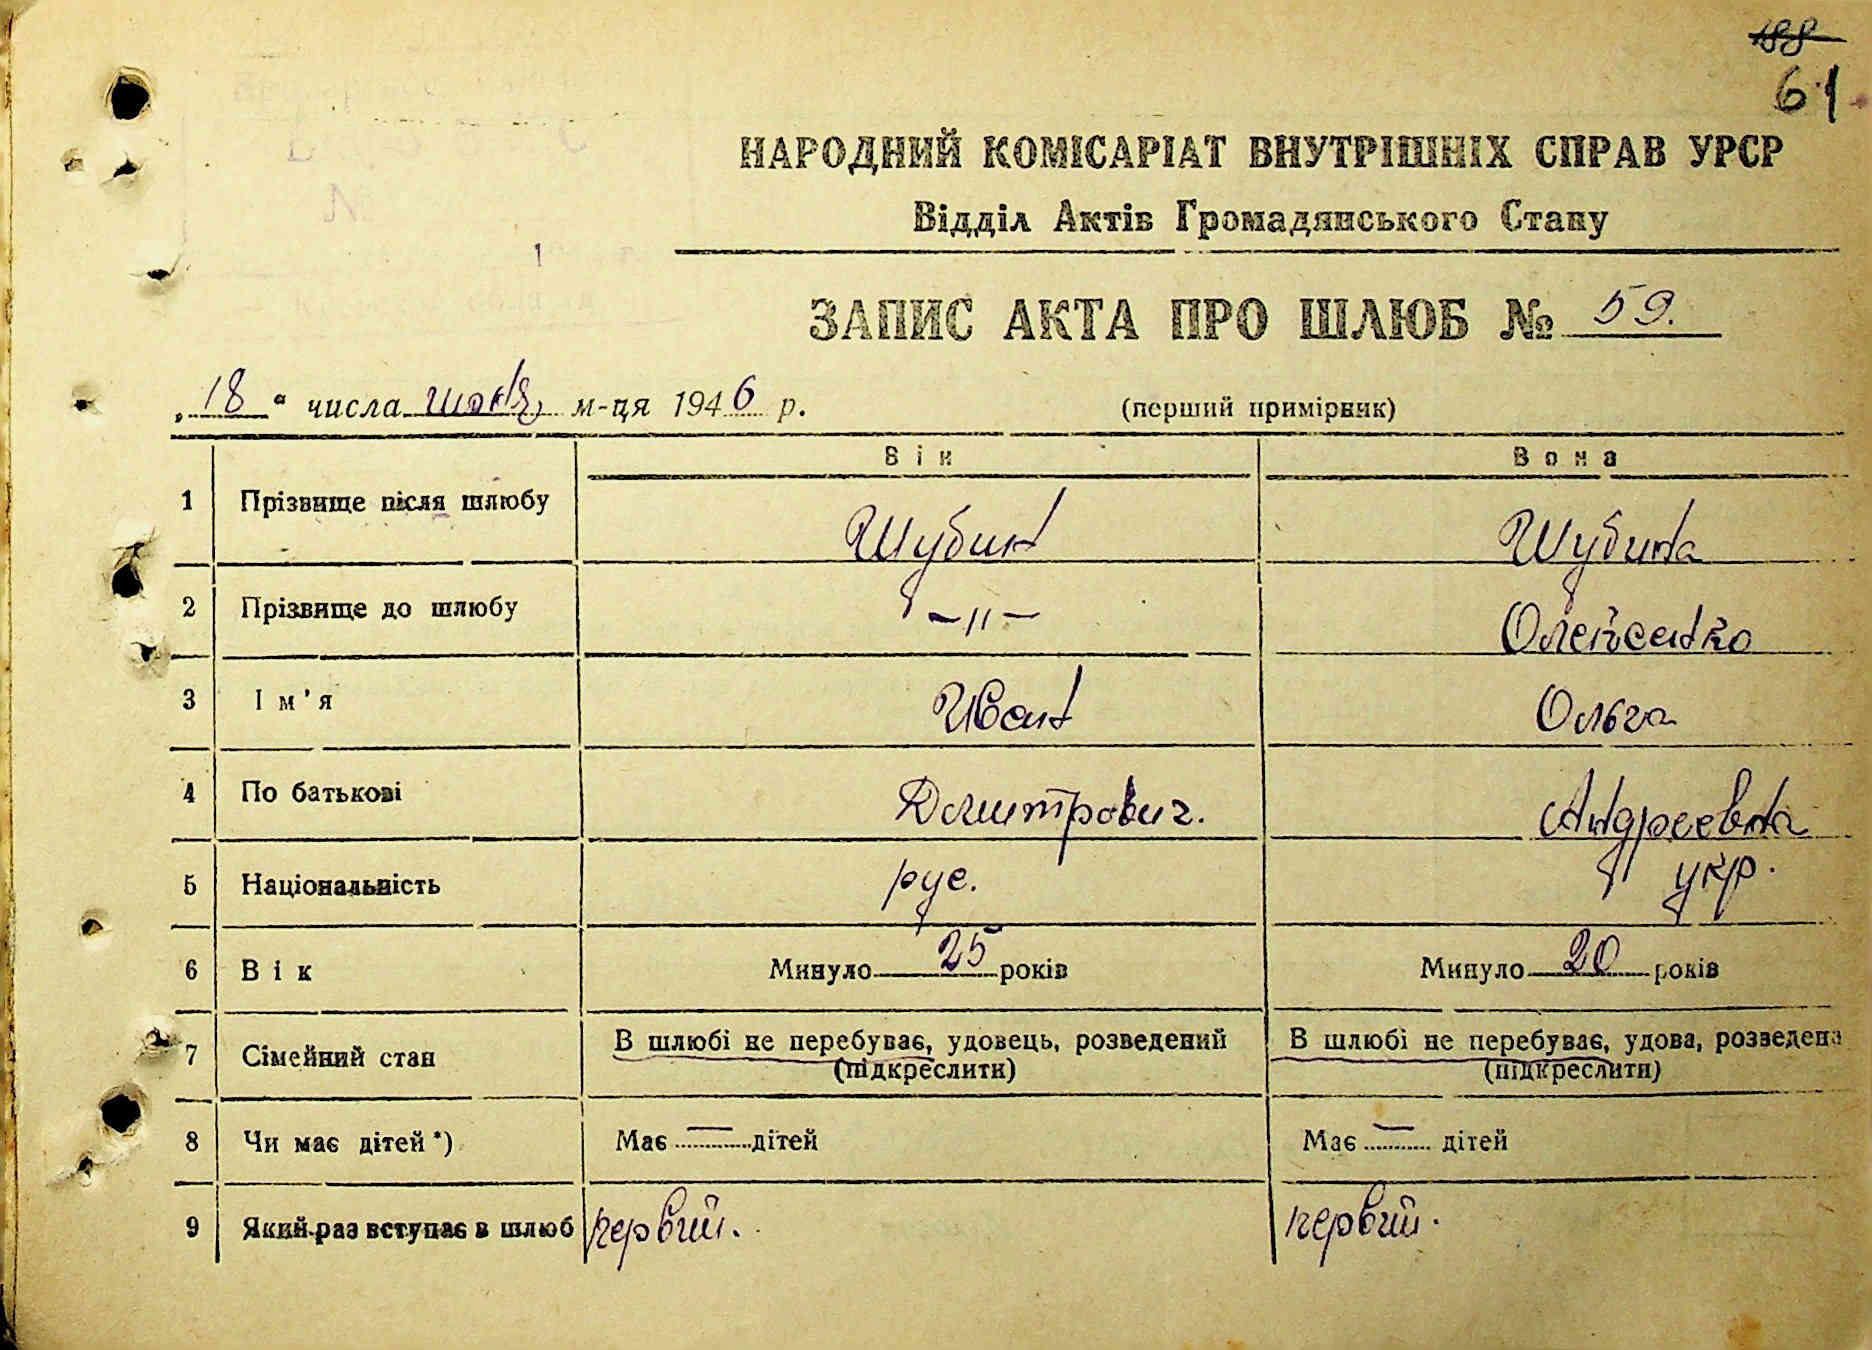 188
61
НАРОДНИЙ КОМІСАРІАТ ВНУТРІШНІХ СПРАВ УРСР
Відділ Актів Громадянського Стану
ЗАПИС АКТА ПРО ШЛЮБ № 59.
„18“ числа м-ця 1946 р. (перший примірник)
Він Вона
1 Прізвище після шлюбу Шубин Шубина
2 Прізвище до шлюбу —〃— Олексенко
3 Ім'я Иван Ольга
4 По батькові Дмитрович. Андреевна
5 Національність рус. укр.
6 Вік Минуло 25 років Минуло 20 років
7 Сімейний стан В шлюбі не перебуває, удовець, розведений В шлюбі не перебуває, удова, розведена
(підкреслити) (підкреслити)
8 Чи має дітей*) Має — дітей Має — дітей
9 Який раз вступає в шлюб первий. первий.